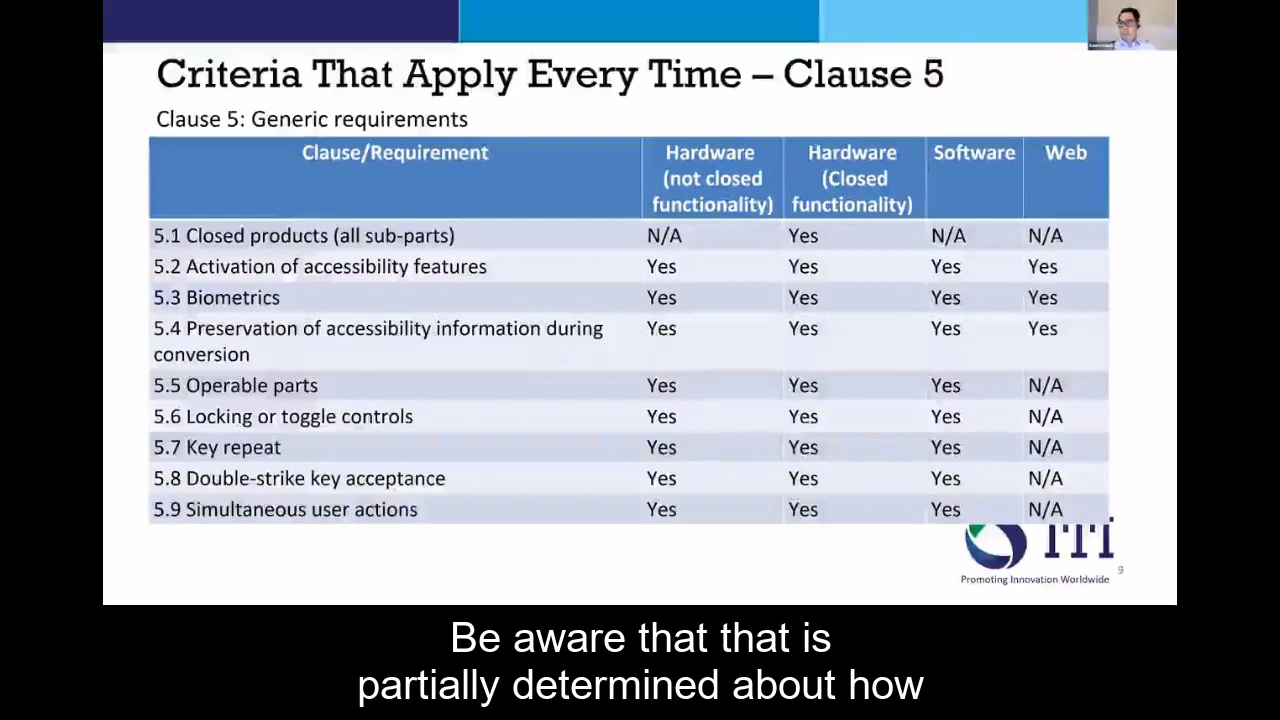 Criteria That Apply Every Time – Clause 5
Clause 5: Generic requirements
Clause/Requirement Hardware (not closed functionality) Hardware (Closed functionality) Software Web
5.1 Closed products (all sub-parts) N/A Yes N/A N/A
5.2 Activation of accessibility features Yes Yes Yes Yes
5.3 Biometrics Yes Yes Yes Yes
5.4 Preservation of accessibility information during conversion Yes Yes Yes Yes
5.5 Operable parts Yes Yes Yes N/A
5.6 Locking or toggle controls Yes Yes Yes N/A
5.7 Key repeat Yes Yes Yes N/A
5.8 Double-strike key acceptance Yes Yes Yes N/A
5.9 Simultaneous user actions Yes Yes Yes N/A
ITI
Promoting Innovation Worldwide
9
Be aware that that is
partially determined about how